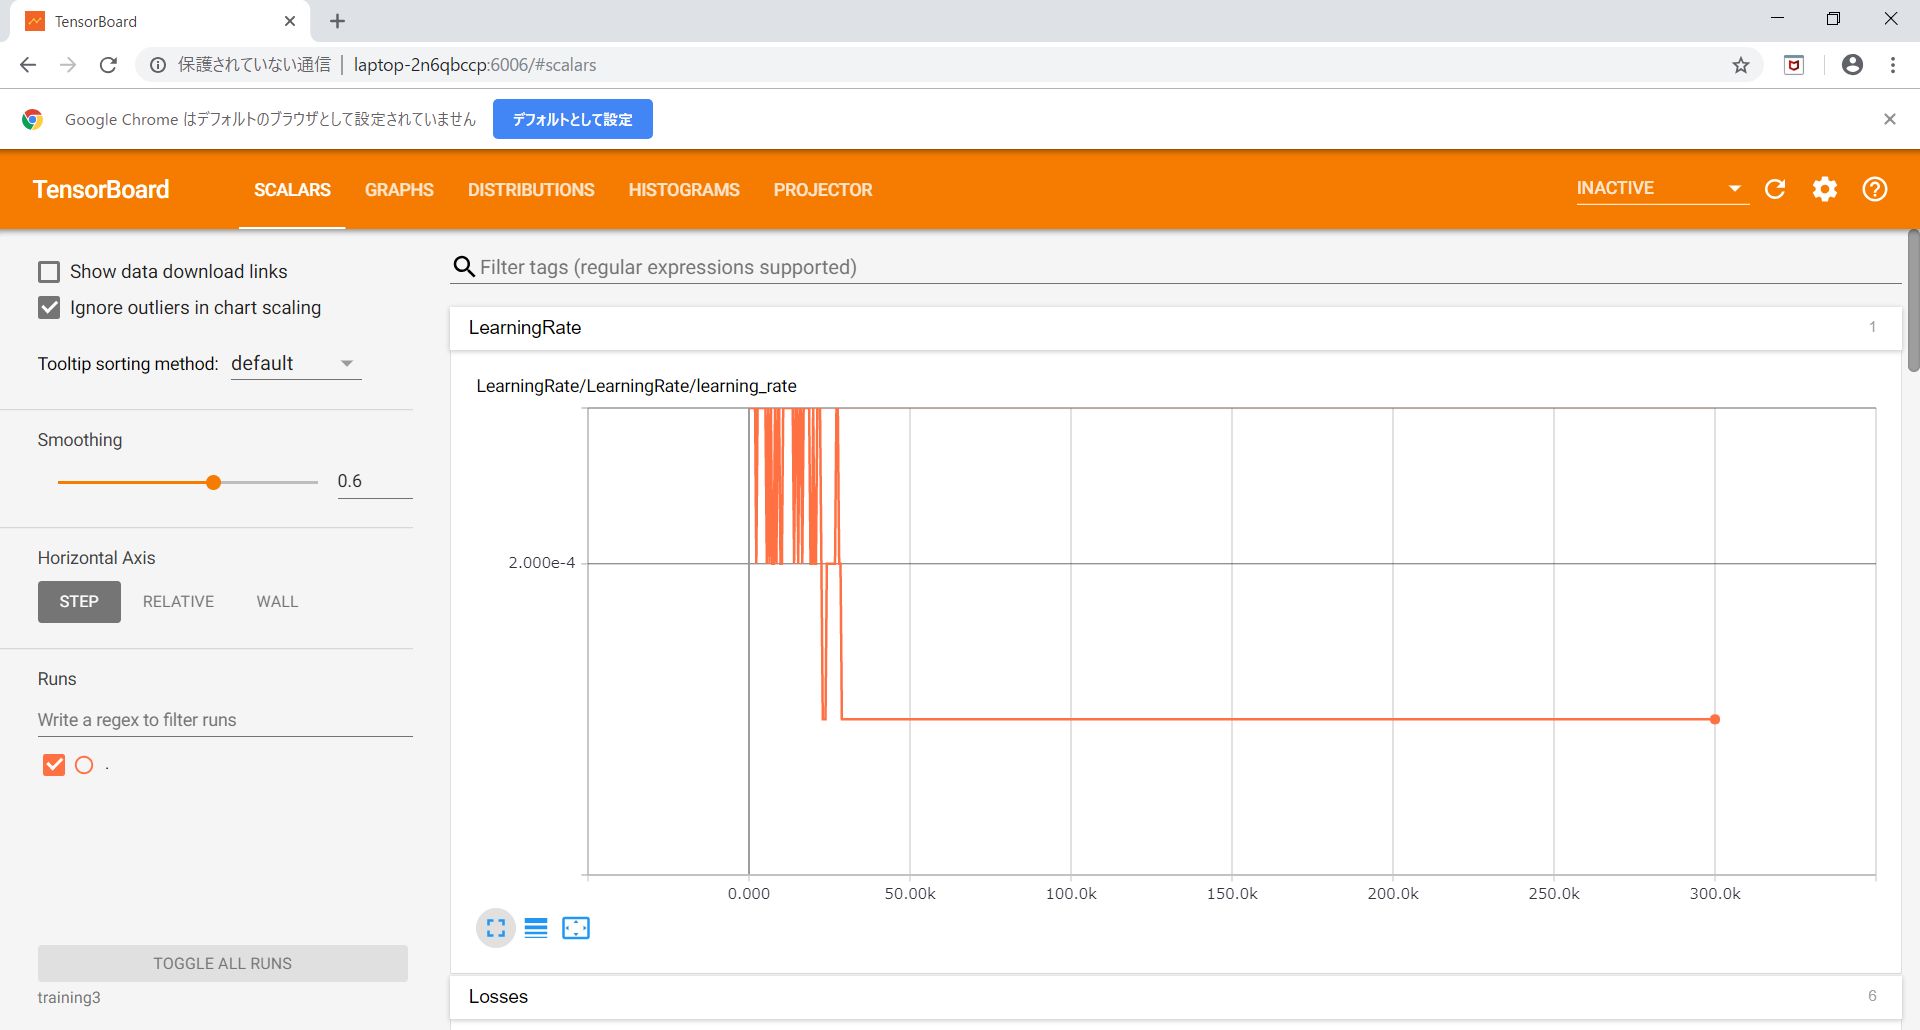 TensorBoard
保護されていない通信 | laptop-2n6qbccp:6006/#scalars
Google Chrome はデフォルトのブラウザとして設定されていません デフォルトとして設定
TensorBoard SCALARS GRAPHS DISTRIBUTIONS HISTOGRAMS PROJECTOR INACTIVE
Show data download links
Ignore outliers in chart scaling
Tooltip sorting method: default
Smoothing
0.6
Horizontal Axis
STEP RELATIVE WALL
Runs
Write a regex to filter runs
.
TOGGLE ALL RUNS
training3
Filter tags (regular expressions supported)
LearningRate 1
LearningRate/LearningRate/learning_rate
2.000e-4
0.000 50.00k 100.0k 150.0k 200.0k 250.0k 300.0k
Losses 6